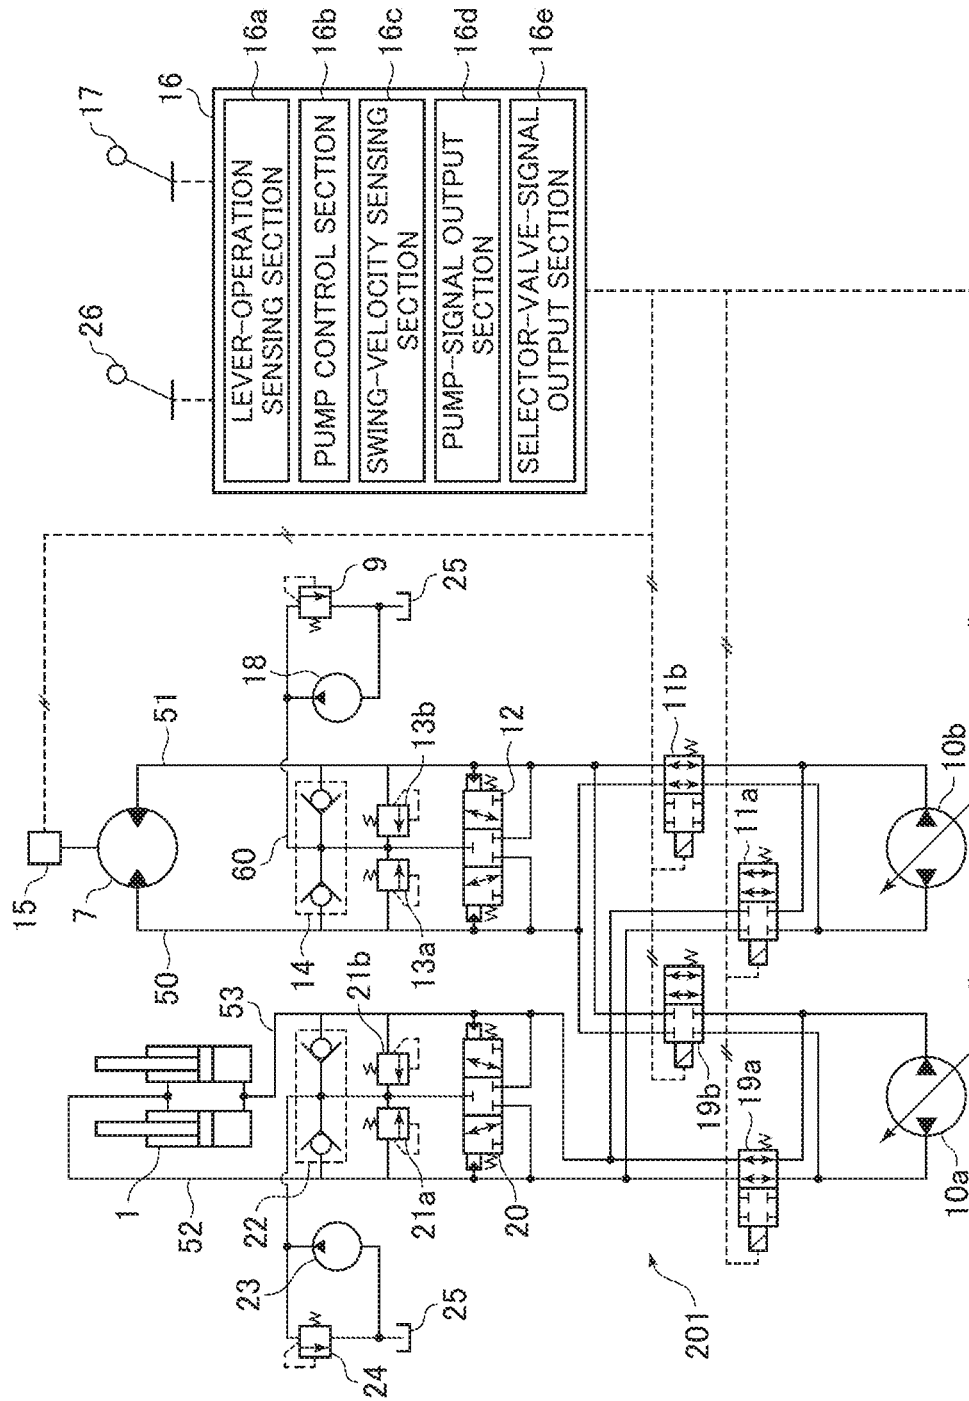 15
7
26
17
1
52
50
51
16
23
22
53
60
18
16a
LEVER-OPERATION
SENSING SECTION
14
16b
PUMP CONTROL SECTION
24
21b
9
16c
SWING-VELOCITY SENSING
SECTION
21a
13a
13b
25
25
16d
PUMP-SIGNAL OUTPUT
SECTION
20
12
16e
SELECTOR-VALVE-SIGNAL
OUTPUT SECTION
201
19b
11b
19a
11a
10a
10b